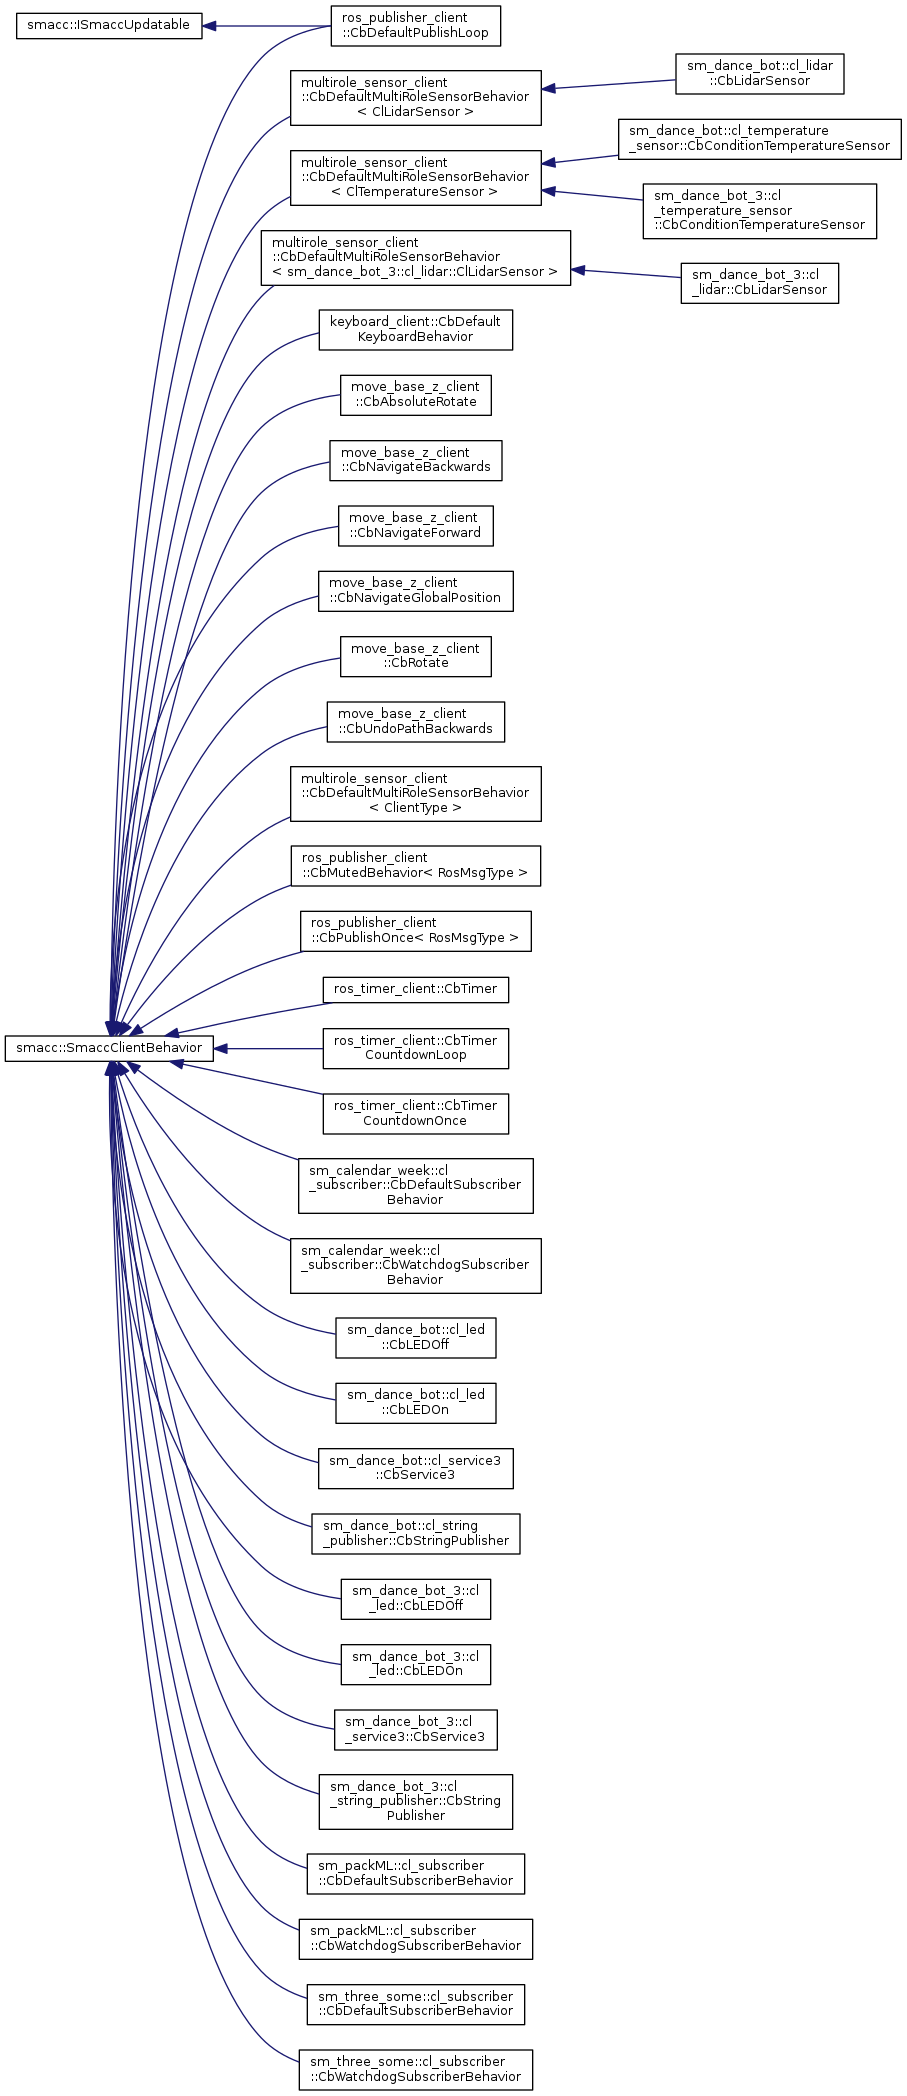 smacc::ISmaccUpdatable
ros_publisher_client
::CbDefaultPublishLoop
multirole_sensor_client
::CbDefaultMultiRoleSensorBehavior
< ClLidarSensor >
sm_dance_bot::cl_lidar
::CbLidarSensor
multirole_sensor_client
::CbDefaultMultiRoleSensorBehavior
< ClTemperatureSensor >
sm_dance_bot::cl_temperature
_sensor::CbConditionTemperatureSensor
sm_dance_bot_3::cl
_temperature_sensor
::CbConditionTemperatureSensor
multirole_sensor_client
::CbDefaultMultiRoleSensorBehavior
< sm_dance_bot_3::cl_lidar::ClLidarSensor >
sm_dance_bot_3::cl
_lidar::CbLidarSensor
keyboard_client::CbDefault
KeyboardBehavior
move_base_z_client
::CbAbsoluteRotate
move_base_z_client
::CbNavigateBackwards
move_base_z_client
::CbNavigateForward
move_base_z_client
::CbNavigateGlobalPosition
move_base_z_client
::CbRotate
move_base_z_client
::CbUndoPathBackwards
multirole_sensor_client
::CbDefaultMultiRoleSensorBehavior
< ClientType >
ros_publisher_client
::CbMutedBehavior< RosMsgType >
ros_publisher_client
::CbPublishOnce< RosMsgType >
ros_timer_client::CbTimer
smacc::SmaccClientBehavior
ros_timer_client::CbTimer
CountdownLoop
ros_timer_client::CbTimer
CountdownOnce
sm_calendar_week::cl
_subscriber::CbDefaultSubscriber
Behavior
sm_calendar_week::cl
_subscriber::CbWatchdogSubscriber
Behavior
sm_dance_bot::cl_led
::CbLEDOff
sm_dance_bot::cl_led
::CbLEDOn
sm_dance_bot::cl_service3
::CbService3
sm_dance_bot::cl_string
_publisher::CbStringPublisher
sm_dance_bot_3::cl
_led::CbLEDOff
sm_dance_bot_3::cl
_led::CbLEDOn
sm_dance_bot_3::cl
_service3::CbService3
sm_dance_bot_3::cl
_string_publisher::CbString
Publisher
sm_packML::cl_subscriber
::CbDefaultSubscriberBehavior
sm_packML::cl_subscriber
::CbWatchdogSubscriberBehavior
sm_three_some::cl_subscriber
::CbDefaultSubscriberBehavior
sm_three_some::cl_subscriber
::CbWatchdogSubscriberBehavior